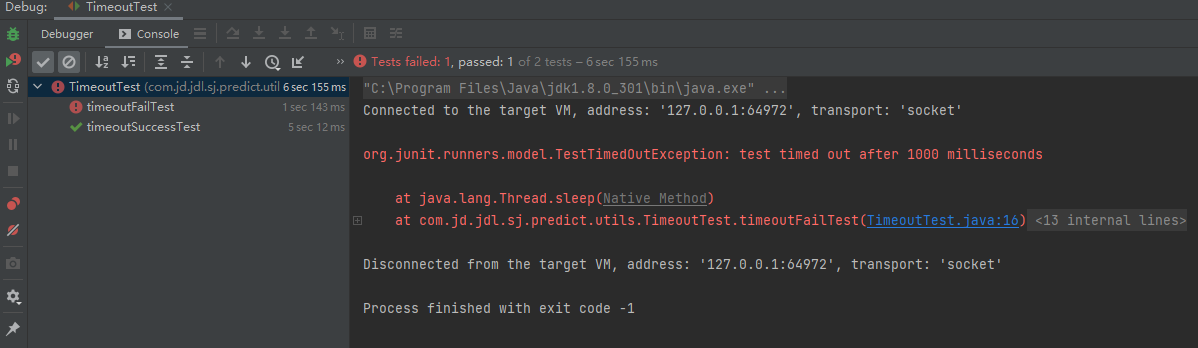 Debug: TimeoutTest
Debugger Console
Tests failed: 1, passed: 1 of 2 tests – 6 sec 155 ms
TimeoutTest (com.jd.jdl.sj.predict.util 6 sec 155 ms
timeoutFailTest 1 sec 143 ms
timeoutSuccessTest 5 sec 12 ms
"C:\Program Files\Java\jdk1.8.0_301\bin\java.exe" ...
Connected to the target VM, address: '127.0.0.1:64972', transport: 'socket'
org.junit.runners.model.TestTimedOutException: test timed out after 1000 milliseconds
at java.lang.Thread.sleep(Native Method)
at com.jd.jdl.sj.predict.utils.TimeoutTest.timeoutFailTest(TimeoutTest.java:16) <13 internal lines>
Disconnected from the target VM, address: '127.0.0.1:64972', transport: 'socket'
Process finished with exit code -1